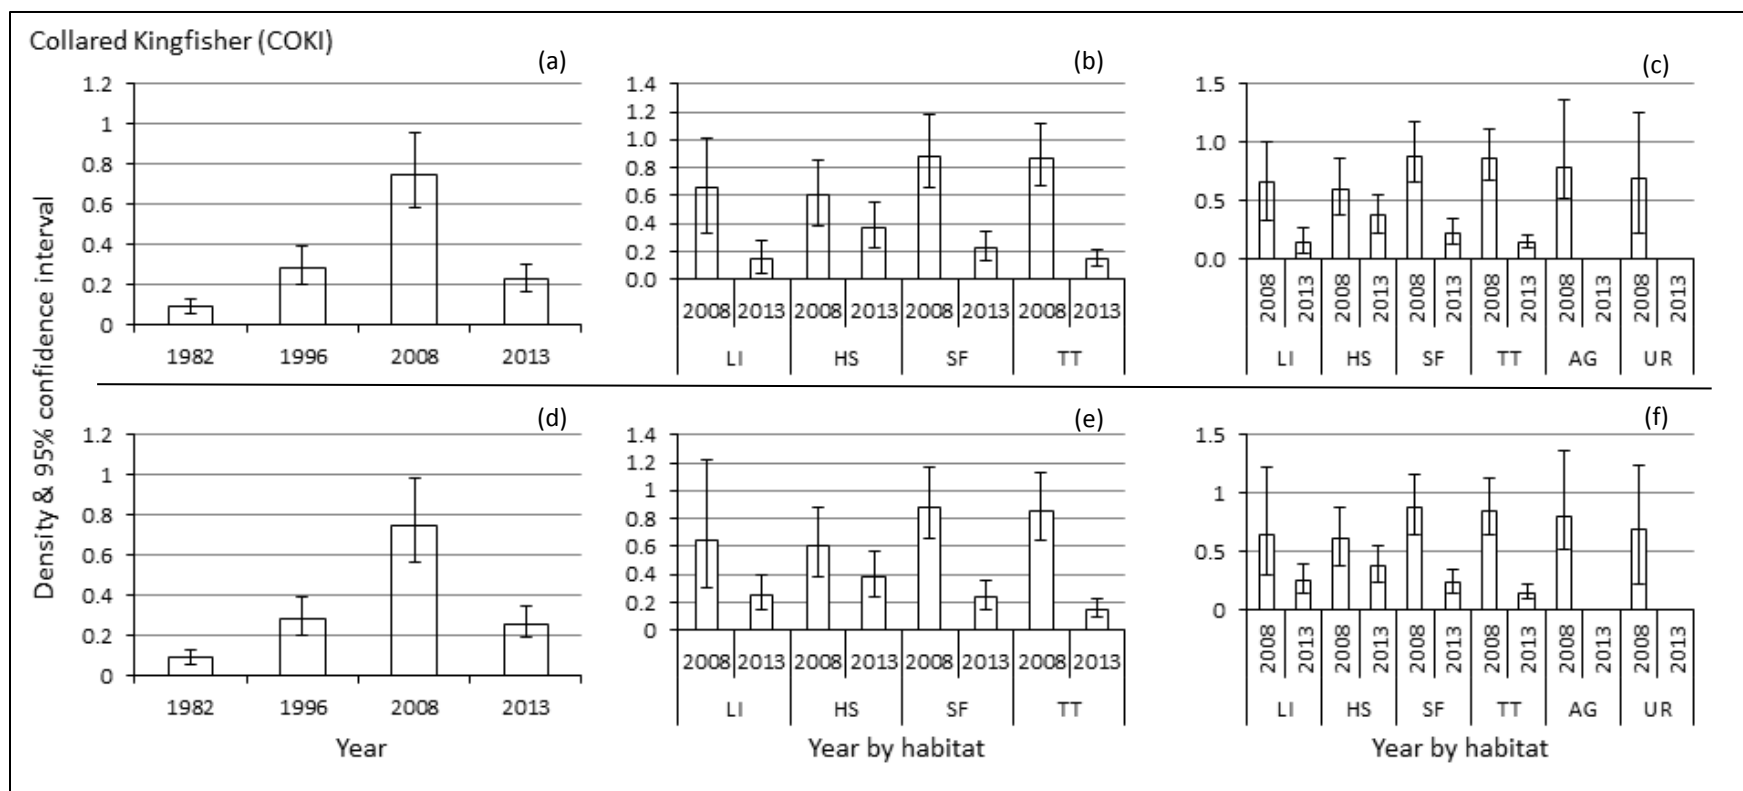 Collared Kingfisher (COKI)
Density & 95% confidence interval
(a)
1.2
1
0.8
0.6
0.4
0.2
0
1982 1996 2008 2013
(b)
1.4
1.2
1.0
0.8
0.6
0.4
0.2
0.0
2008 2013 2008 2013 2008 2013 2008 2013
LI HS SF TT
(c)
1.5
1.0
0.5
0.0
2008 2013 2008 2013 2008 2013 2008 2013 2008 2013 2008 2013
LI HS SF TT AG UR
(d)
1.2
1
0.8
0.6
0.4
0.2
0
1982 1996 2008 2013
Year
(e)
1.4
1.2
1
0.8
0.6
0.4
0.2
0
2008 2013 2008 2013 2008 2013 2008 2013
LI HS SF TT
Year by habitat
(f)
1.5
1
0.5
0
2008 2013 2008 2013 2008 2013 2008 2013 2008 2013 2008 2013
LI HS SF TT AG UR
Year by habitat